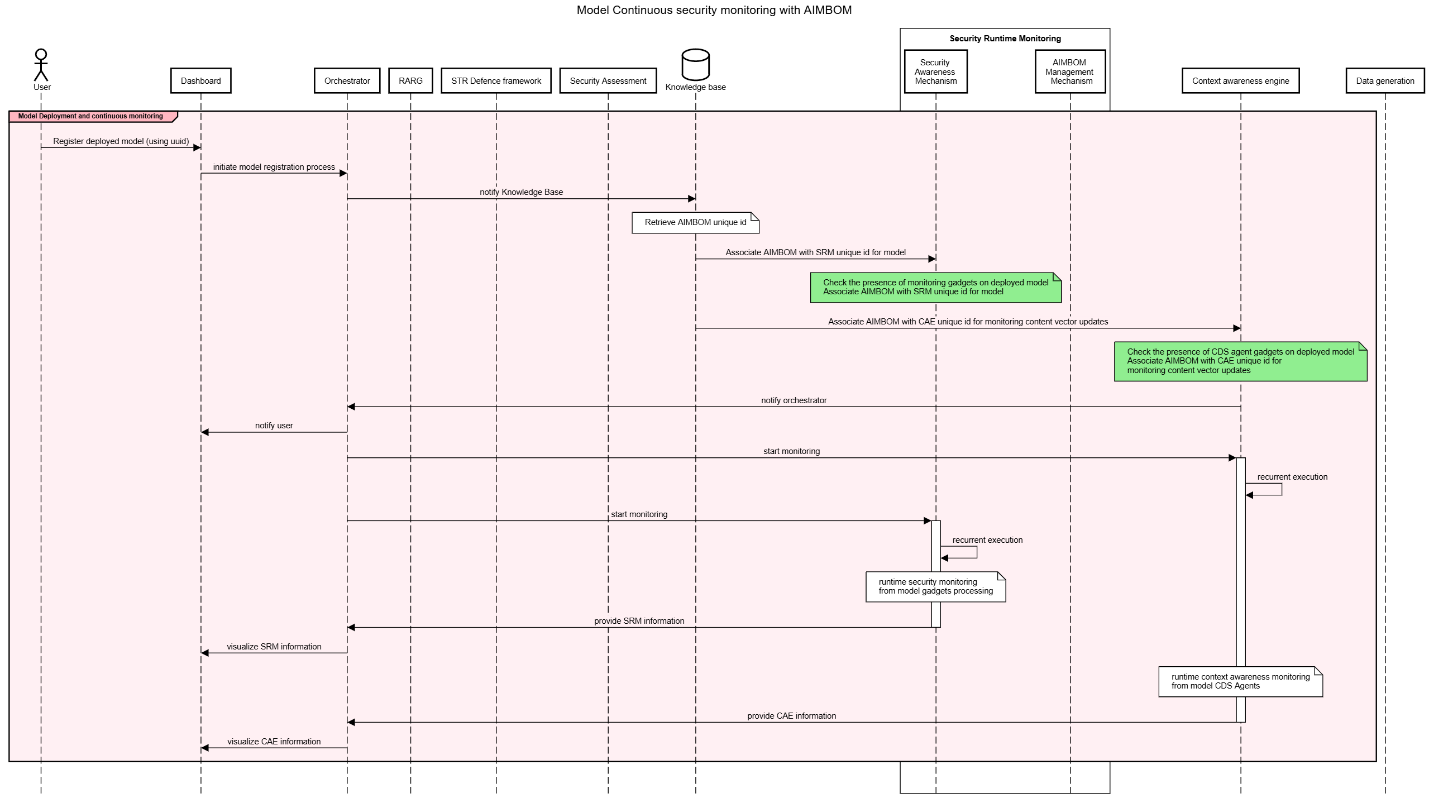 Model Continuous security monitoring with AIMBOM
Security Runtime Monitoring
User
Dashboard
Orchestrator
RARG
STR Defence framework
Security Assessment
Knowledge base
Security
Awareness
Mechanism
AIMBOM
Management
Mechanism
Context awareness engine
Data generation
Model Deployment and continuous monitoring
Register deployed model (using uuid)
initiate model registration process
notify Knowledge Base
Retrieve AIMBOM unique id
Associate AIMBOM with SRM unique id for model
Check the presence of monitoring gadgets on deployed model
Associate AIMBOM with SRM unique id for model
Associate AIMBOM with CAE unique id for monitoring content vector updates
Check the presence of CDS agent gadgets on deployed model
Associate AIMBOM with CAE unique id for
monitoring content vector updates
notify orchestrator
notify user
start monitoring
recurrent execution
start monitoring
recurrent execution
runtime security monitoring
from model gadgets processing
provide SRM information
visualize SRM information
runtime context awareness monitoring
from model CDS Agents
provide CAE information
visualize CAE information